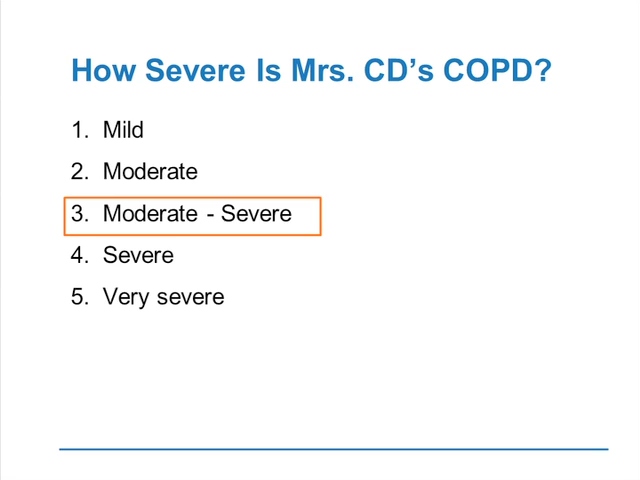 How Severe Is Mrs. CD’s COPD?
1. Mild
2. Moderate
3. Moderate - Severe
4. Severe
5. Very severe